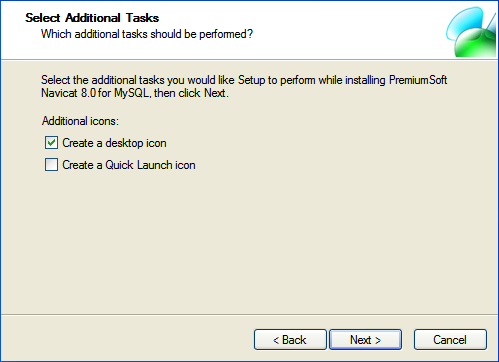 Select Additional Tasks
Which additional tasks should be performed?
Select the additional tasks you would like Setup to perform while installing PremiumSoft
Navicat 8.0 for MySQL, then click Next.
Additional icons:
Create a desktop icon
Create a Quick Launch icon
< Back
Next >
Cancel